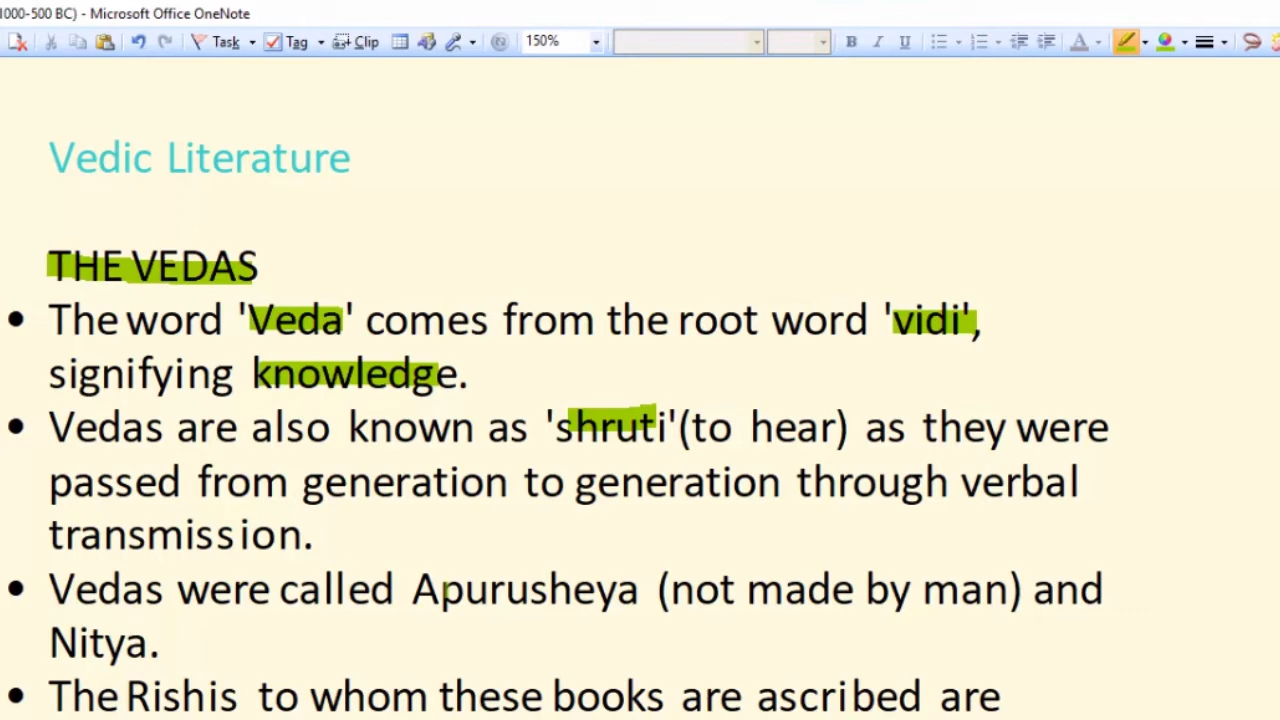 1000-500 BC) - Microsoft Office OneNote
Task Tag Clip 150% B I U A
Vedic Literature
THE VEDAS
• The word 'Veda' comes from the root word 'vidi',
signifying knowledge.
• Vedas are also known as 'shruti'(to hear) as they were
passed from generation to generation through verbal
transmission.
• Vedas were called Apurusheya (not made by man) and
Nitya.
• The Rishis to whom these books are ascribed are